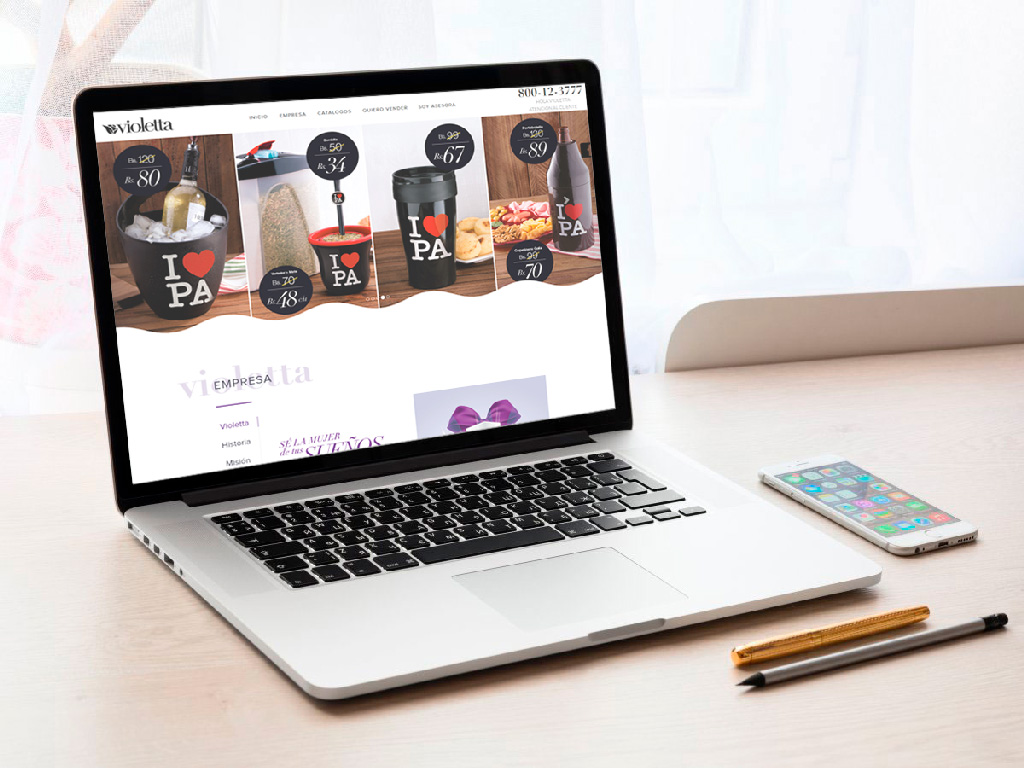 violetta
INICIO EMPRESA CATALOGOS QUIERO VENDER SOY ASESORA
800-12-3777
HOLA VIOLETTA
ATENCION AL CLIENTE
Bs. 120
Bs. 80
I ❤
PA
Bs. 50
Bs. 34
Bs. 70
Bs. 48 c/u
I ❤
PA
Bs. 90
Bs. 67
I ❤
PA
Bs. 120
Bs. 89
I ❤
PA
Bs. 90
Bs. 70
violetta
EMPRESA
Violetta
Historia
Misión
SÉ LA MUJER
de tus SUEÑOS